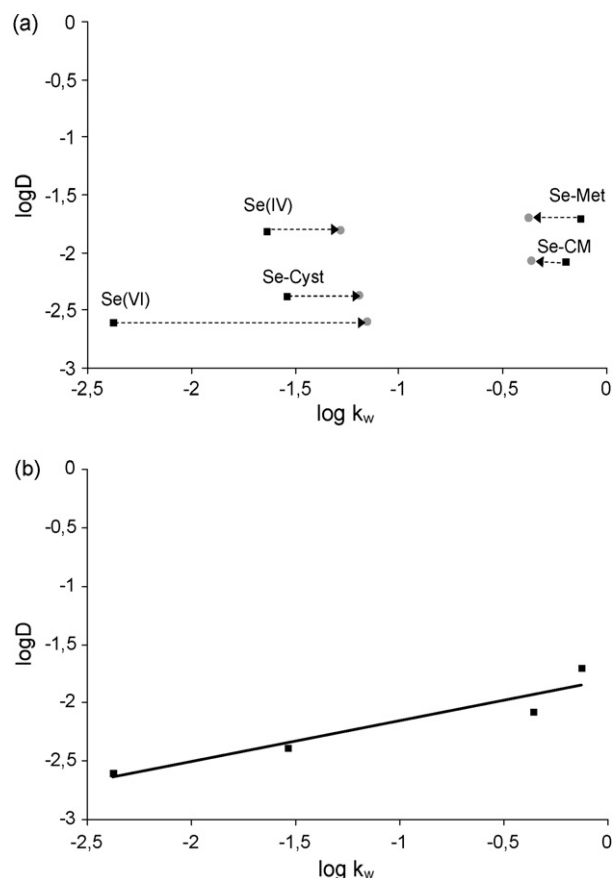 (a)
0
-0,5
-1
-1,5
-2
-2,5
-3
logD
Se-Met
Se(IV)
Se-CM
Se-Cyst
Se(VI)
-2,5 -2 -1,5 -1 -0,5 0
log kw
(b)
0
-0,5
-1
-1,5
-2
-2,5
-3
logD
-2,5 -2 -1,5 -1 -0,5 0
log kw